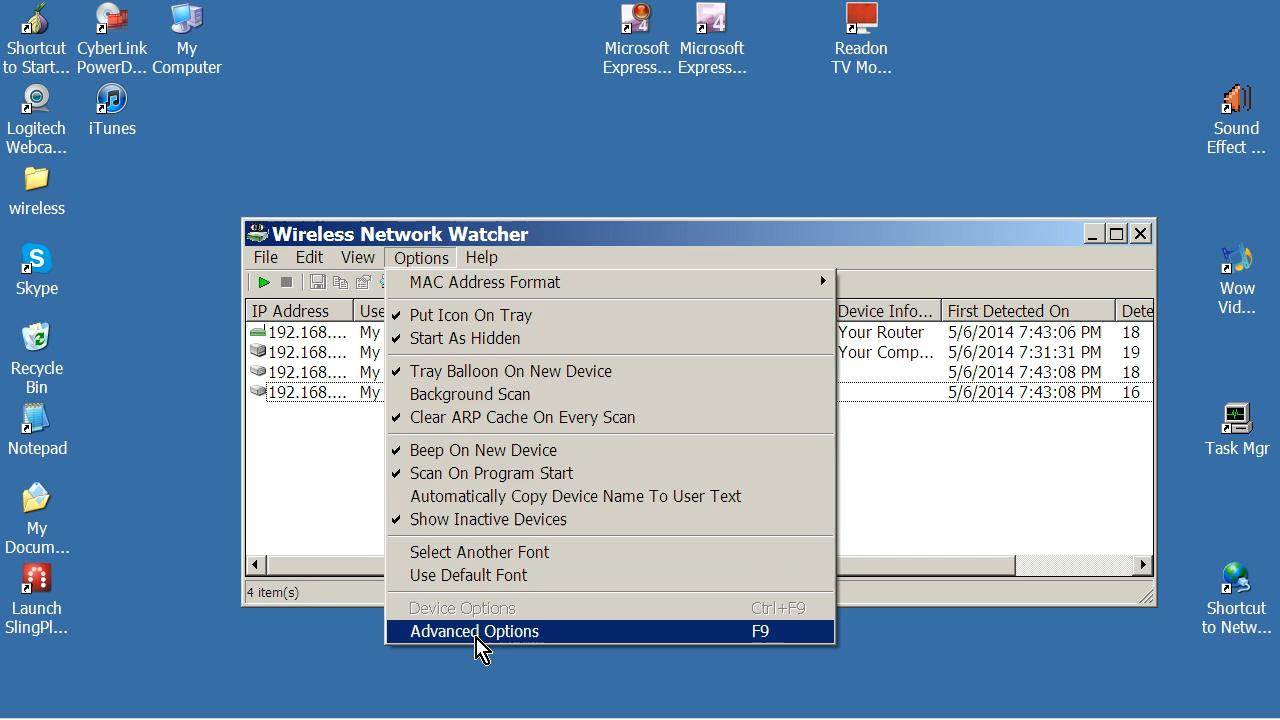 Shortcut
to Start...
CyberLink
PowerD...
My
Computer
Microsoft
Express...
Microsoft
Express...
Readon
TV Mo...
Logitech
Webca...
iTunes
Sound
Effect ...
wireless
Skype
Wow
Vid...
Recycle
Bin
Notepad
Task Mgr
My
Docum...
Launch
SlingPl...
Shortcut
to Netw...
Wireless Network Watcher
File Edit View Options Help
IP Address Use Device Info... First Detected On Dete
192.168.... My Your Router 5/6/2014 7:43:06 PM 18
192.168.... My Your Comp... 5/6/2014 7:31:31 PM 19
192.168.... My 5/6/2014 7:43:08 PM 18
192.168.... My 5/6/2014 7:43:08 PM 16
4 item(s)
MAC Address Format
Put Icon On Tray
Start As Hidden
Tray Balloon On New Device
Background Scan
Clear ARP Cache On Every Scan
Beep On New Device
Scan On Program Start
Automatically Copy Device Name To User Text
Show Inactive Devices
Select Another Font
Use Default Font
Device Options Ctrl+F9
Advanced Options F9